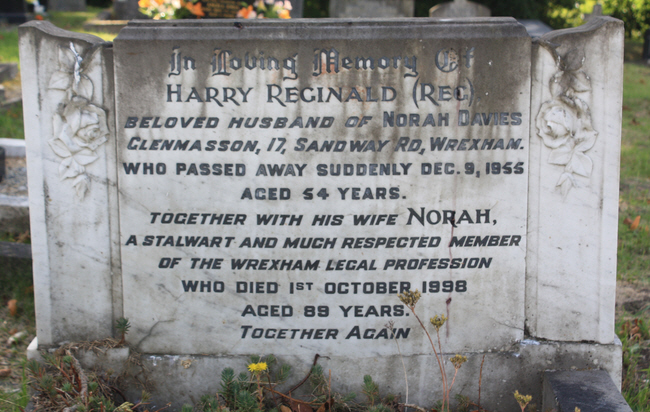 In Loving Memory Of
HARRY REGINALD (REG)
BELOVED HUSBAND OF NORAH DAVIES
GLENMASSON, 17, SANDWAY RD, WREXHAM.
WHO PASSED AWAY SUDDENLY DEC. 9, 1955
AGED 54 YEARS.
TOGETHER WITH HIS WIFE NORAH,
A STALWART AND MUCH RESPECTED MEMBER
OF THE WREXHAM LEGAL PROFESSION
WHO DIED 1ST OCTOBER 1998
AGED 89 YEARS.
TOGETHER AGAIN